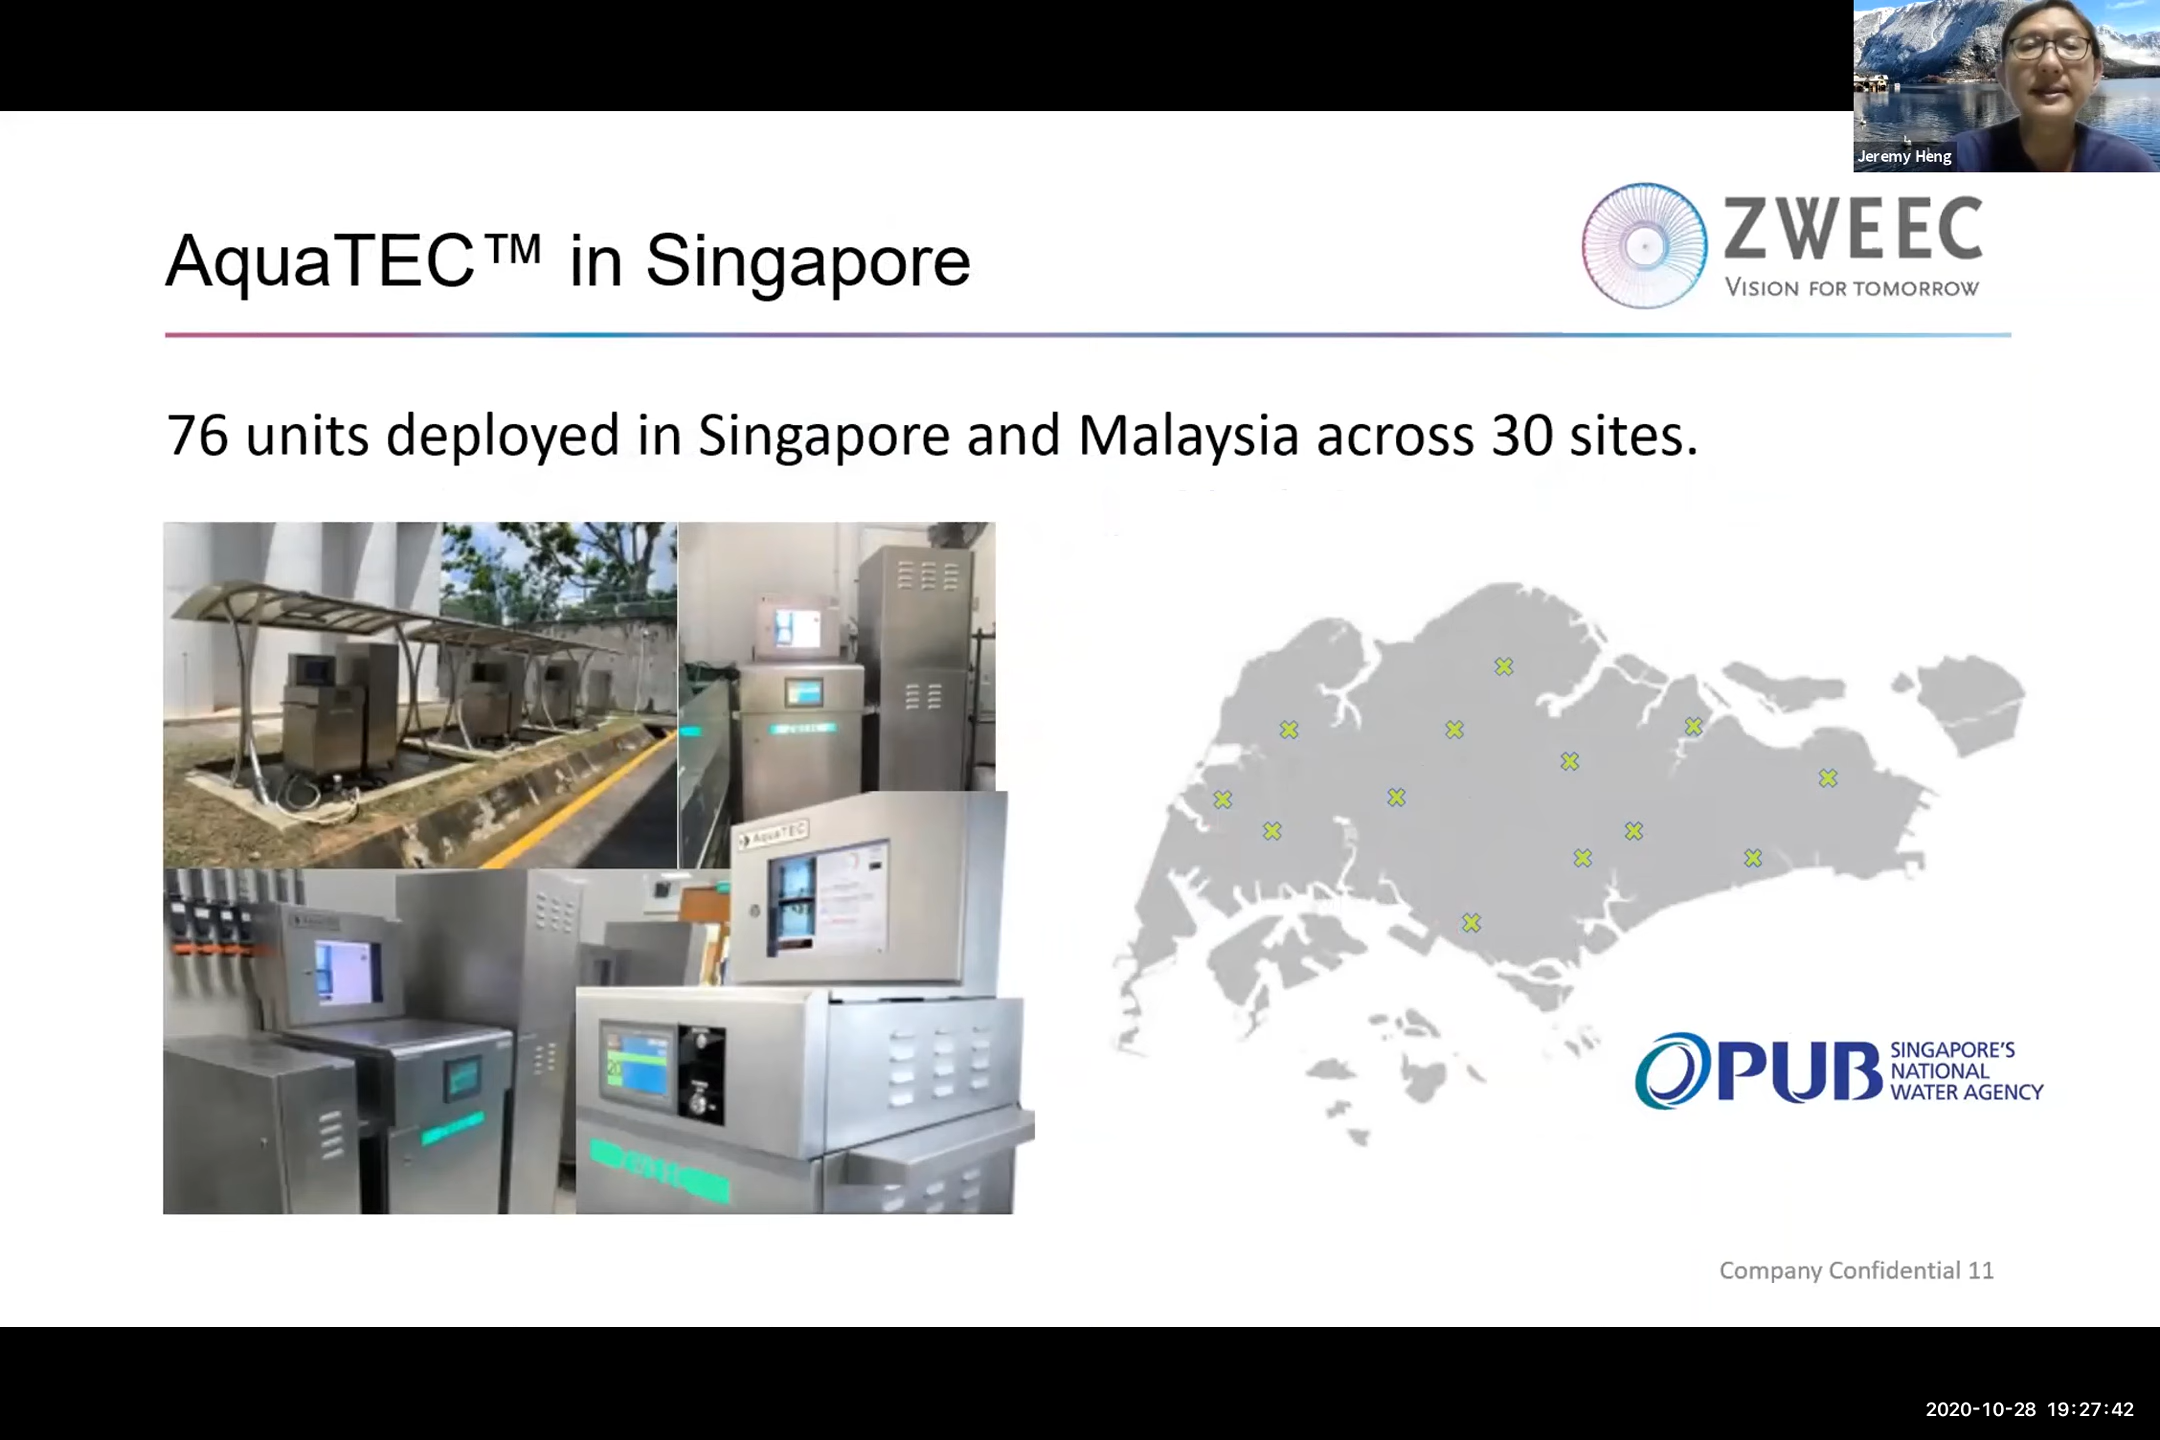 Jeremy Heng
ZWEEC
VISION FOR TOMORROW
AquaTEC™ in Singapore
76 units deployed in Singapore and Malaysia across 30 sites.
AquaTEC
PUB
SINGAPORE'S
NATIONAL
WATER AGENCY
Company Confidential 11
2020-10-28 19:27:42